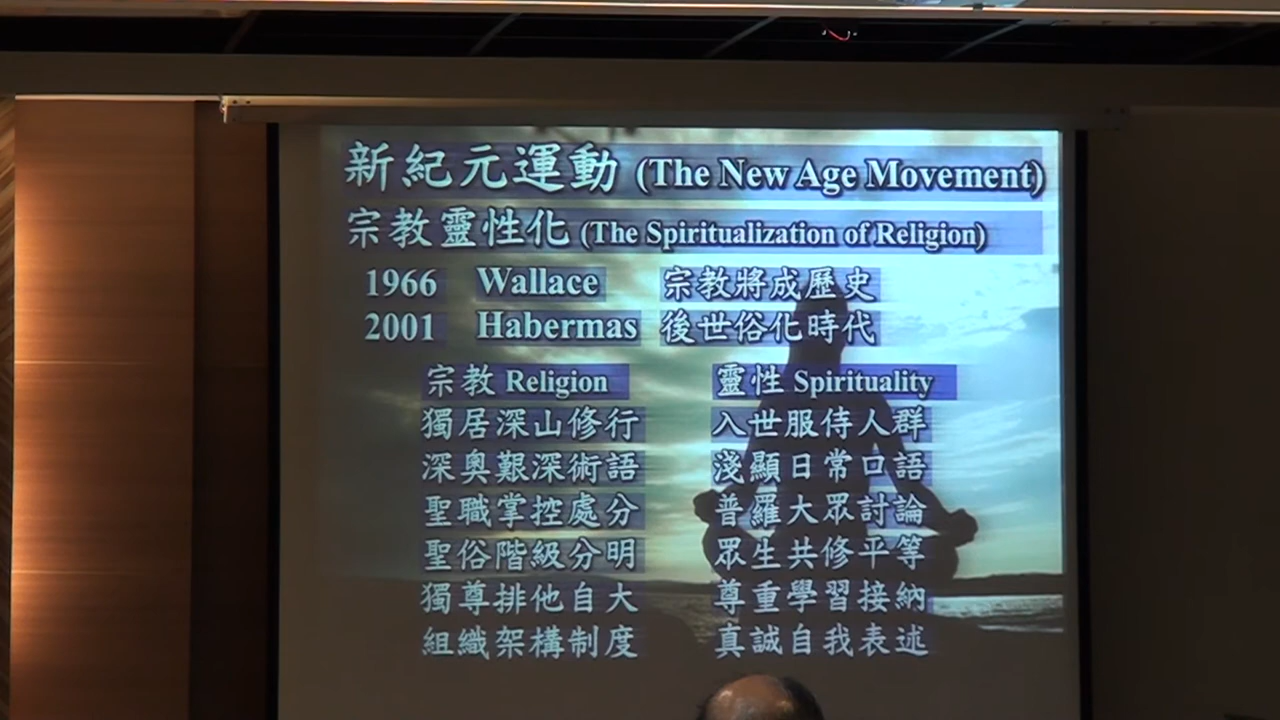 新紀元運動 (The New Age Movement)
宗教靈性化 (The Spiritualization of Religion)
1966 Wallace 宗教將成歷史
2001 Habermas 後世俗化時代
宗教 Religion 靈性 Spirituality
獨居深山修行 入世服侍人群
深奧艱深術語 淺顯日常口語
聖職掌控處分 普羅大眾討論
聖俗階級分明 眾生共修平等
獨尊排他自大 尊重學習接納
組織架構制度 真誠自我表述